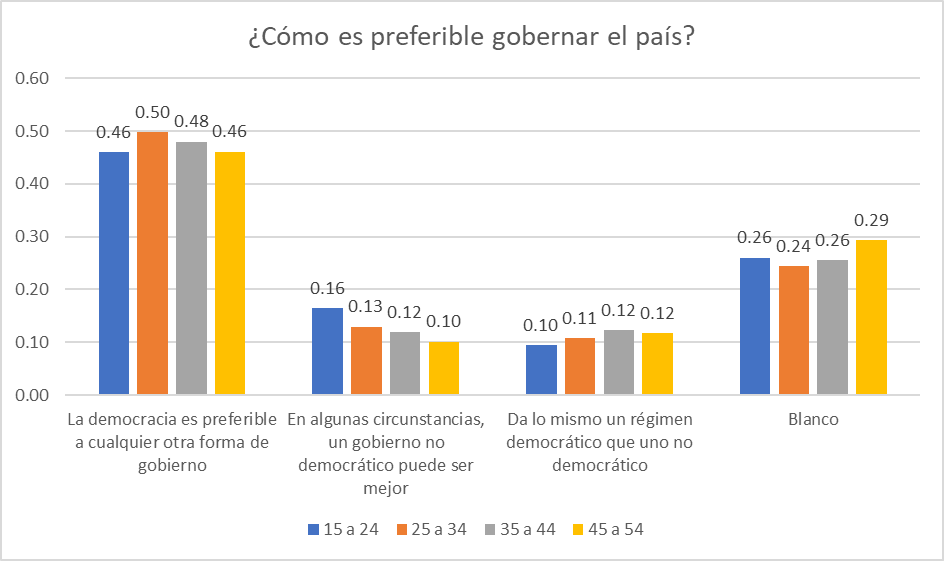 ¿Cómo es preferible gobernar el país?
0.60
0.50
0.40
0.30
0.20
0.10
0.00
0.46
0.50
0.48
0.46
0.16
0.13
0.12
0.10
0.10
0.11
0.12
0.12
0.26
0.24
0.26
0.29
La democracia es preferible
a cualquier otra forma de
gobierno
En algunas circunstancias,
un gobierno no
democrático puede ser
mejor
Da lo mismo un régimen
democrático que uno no
democrático
Blanco
15 a 24
25 a 34
35 a 44
45 a 54